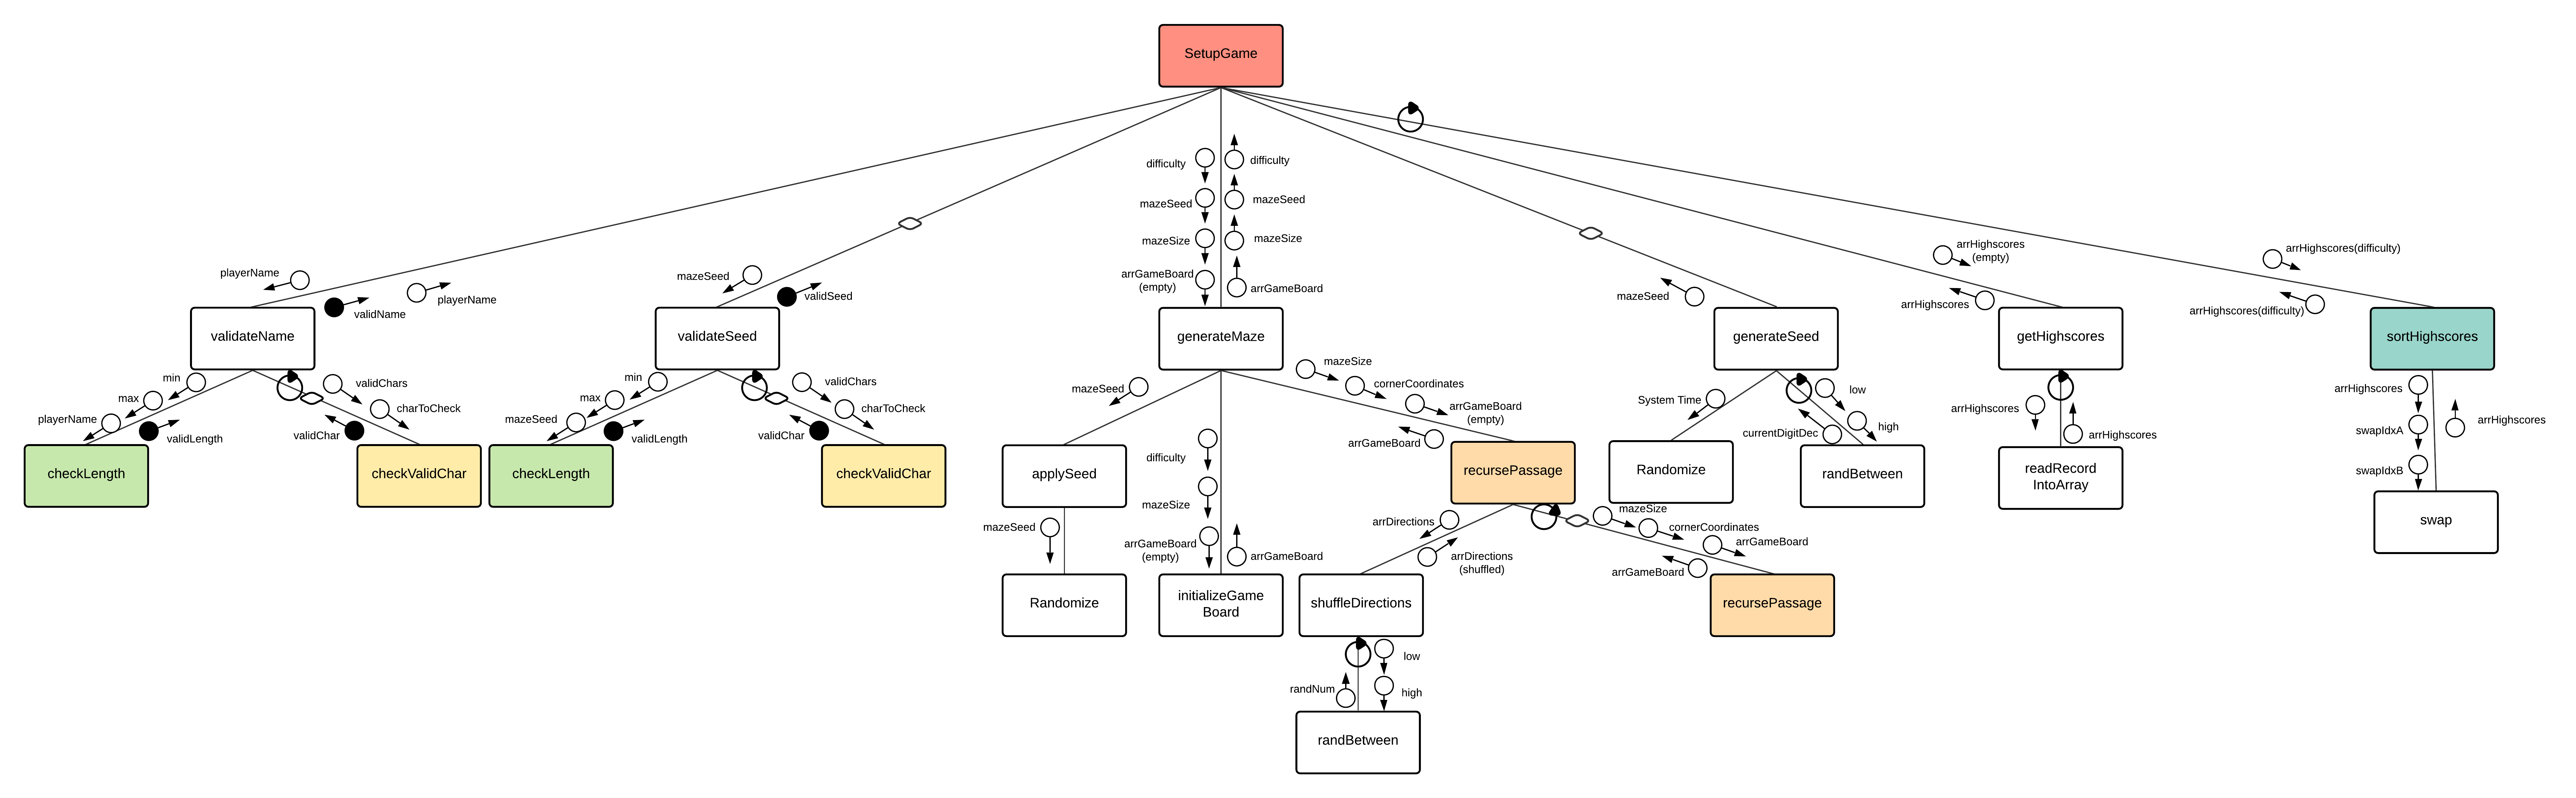 SetupGame
difficulty
difficulty
mazeSeed
mazeSeed
mazeSize
mazeSize
arrGameBoard
(empty)
arrGameBoard
playerName
validName
playerName
mazeSeed
validSeed
mazeSeed
arrHighscores
(empty)
arrHighscores
arrHighscores(difficulty)
arrHighscores(difficulty)
validateName
validateSeed
generateMaze
generateSeed
getHighscores
sortHighscores
min
max
playerName
validLength
validChars
charToCheck
validChar
min
max
mazeSeed
validLength
validChars
charToCheck
validChar
mazeSeed
mazeSize
cornerCoordinates
arrGameBoard
(empty)
arrGameBoard
System Time
low
high
currentDigitDec
arrHighscores
arrHighscores
arrHighscores
swapIdxA
swapIdxB
arrHighscores
checkLength
checkValidChar
checkLength
checkValidChar
applySeed
difficulty
mazeSize
arrGameBoard
(empty)
arrGameBoard
recursePassage
Randomize
randBetween
readRecord
IntoArray
swap
mazeSeed
arrDirections
arrDirections
(shuffled)
mazeSize
cornerCoordinates
arrGameBoard
arrGameBoard
Randomize
initializeGame
Board
shuffleDirections
recursePassage
low
high
randNum
randBetween